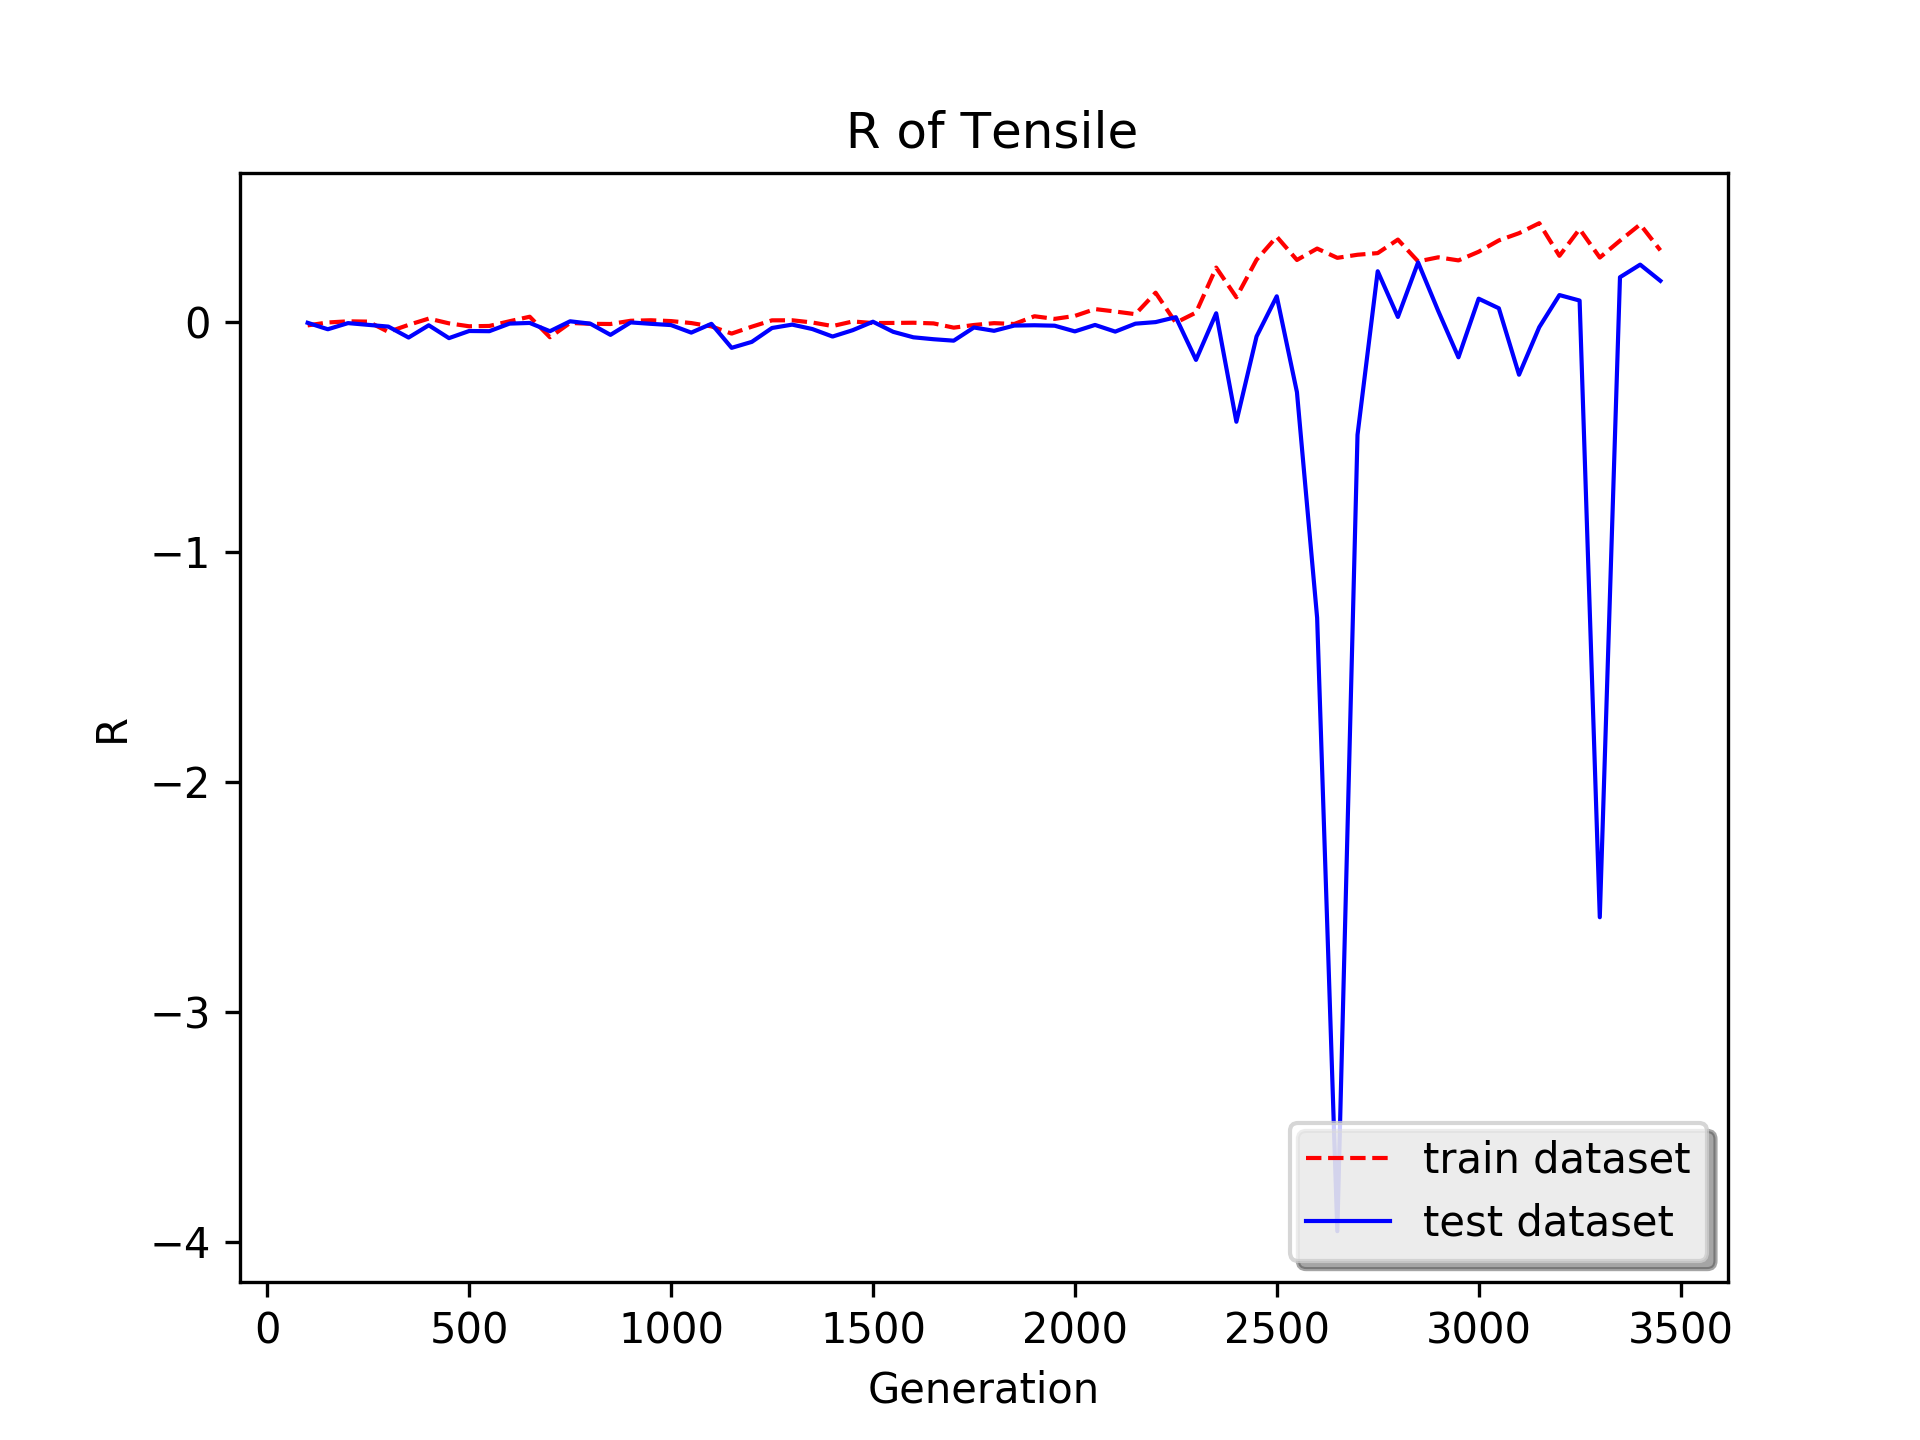 R of Tensile
R
0
−1
−2
−3
−4
train dataset
test dataset
0 500 1000 1500 2000 2500 3000 3500
Generation